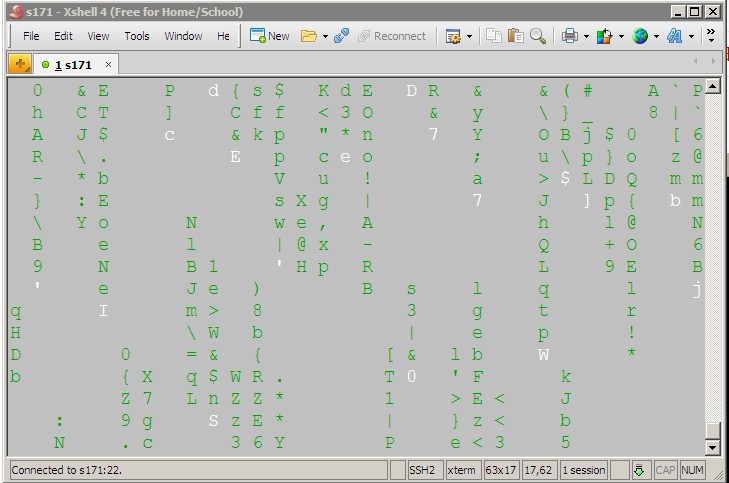 s171 - Xshell 4 (Free for Home/School)
File Edit View Tools Window He New Reconnect
1 s171
0 & E P d { s $ K d E D R & & ( # A ` P
h C T ] C f f < 3 O & y \ } _ 8 | `
A J $ c & k p " * n 7 Y O B j $ 0 [ 6
R \ . E p c e o ; u \ p } o z @
- * b V u ! a > $ L D Q m m
} : E s X g | 7 J ] p { b m
\ Y o N w e , A h l @ N
B e l | @ x - Q + O 6
9 N B 1 ' H p R L 9 E B
' e J e ) B s l q l j
q I m > 8 3 g t r
H \ W b | e p !
D 0 = & { [ & l b W *
b { X q $ W R . T 0 ' F k
Z 7 L n Z Z * 1 > E < J
: 9 g S z E * | } z < b
N . c 3 6 Y P e < 3 5
Connected to s171:22. SSH2 xterm 63x17 17,62 1 session CAP NUM